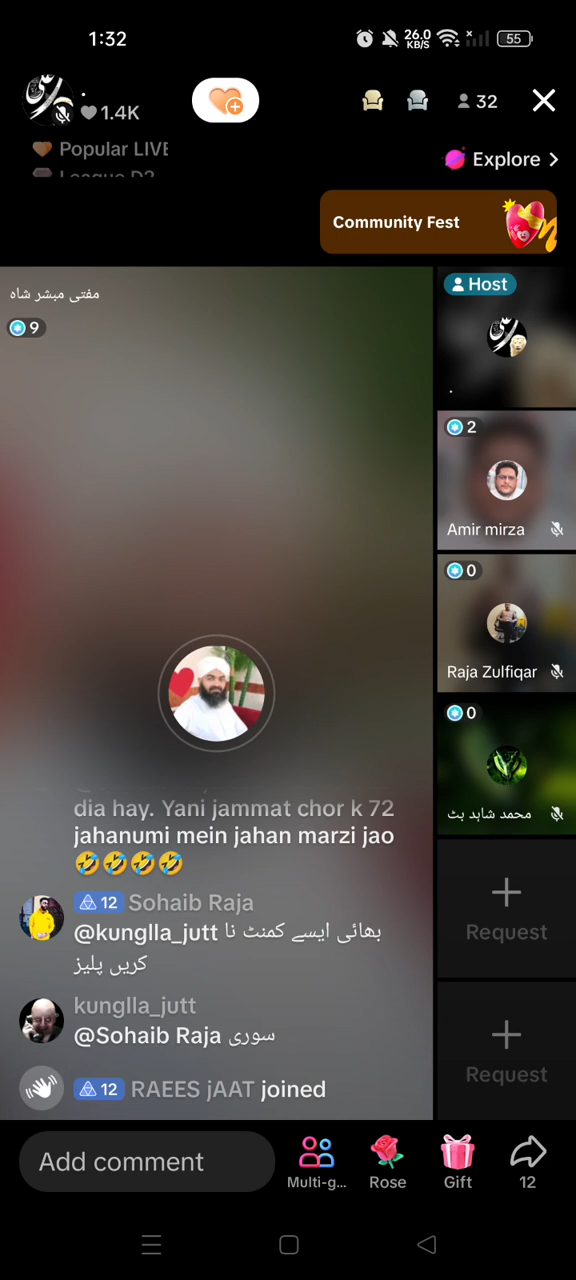 1:32
26.0
KB/S
55
.
1.4K
32
Popular LIVE
League D2
Explore
Community Fest
مفتی مبشر شاہ
9
Host
.
2
Amir mirza
0
Raja Zulfiqar
0
محمد شاہد بٹ
dia hay. Yani jammat chor k 72
jahanumi mein jahan marzi jao
🤣🤣🤣🤣
12 Sohaib Raja
@kunglla_jutt بھائی ایسے کمنٹ نا
کریں پلیز
kunglla_jutt
@Sohaib Raja سوری
12 RAEES jAAT joined
Request
Request
Add comment
Multi-g...
Rose
Gift
12